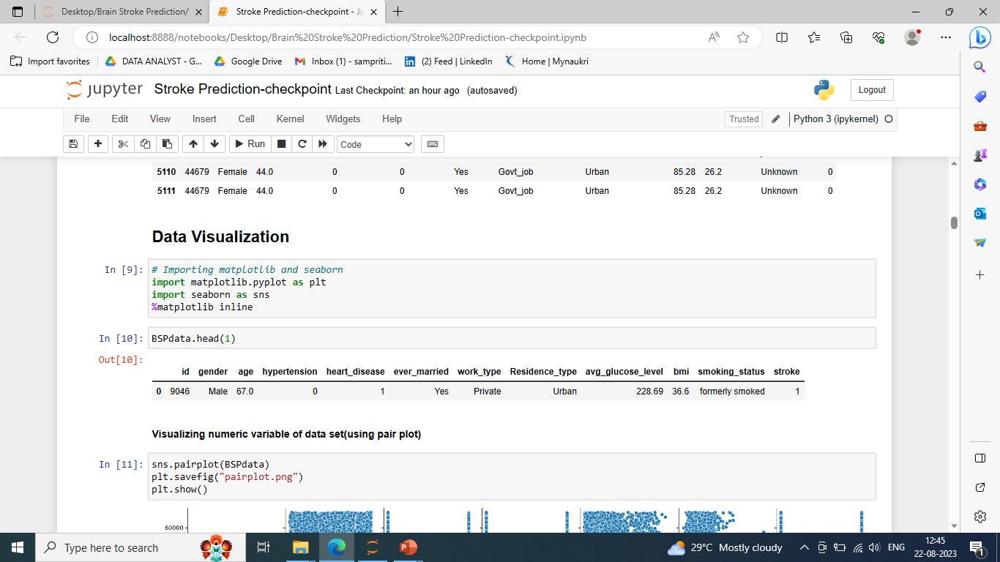 Desktop/Brain Stroke Prediction/
Stroke Prediction-checkpoint - Ju
localhost:8888/notebooks/Desktop/Brain%20Stroke%20Prediction/Stroke%20Prediction-checkpoint.ipynb
Import favorites
DATA ANALYST - G...
Google Drive
Inbox (1) - sampriti...
(2) Feed | LinkedIn
Home | Mynaukri
jupyter Stroke Prediction-checkpoint Last Checkpoint: an hour ago (autosaved)
Logout
File Edit View Insert Cell Kernel Widgets Help
Trusted
Python 3 (ipykernel)
Run
Code
5110 44679 Female 44.0 0 0 Yes Govt_job Urban 85.28 26.2 Unknown 0
5111 44679 Female 44.0 0 0 Yes Govt_job Urban 85.28 26.2 Unknown 0
Data Visualization
In [9]: # Importing matplotlib and seaborn
import matplotlib.pyplot as plt
import seaborn as sns
%matplotlib inline
In [10]: BSPdata.head(1)
Out[10]:
id gender age hypertension heart_disease ever_married work_type Residence_type avg_glucose_level bmi smoking_status stroke
0 9046 Male 67.0 0 1 Yes Private Urban 228.69 36.6 formerly smoked 1
Visualizing numeric variable of data set(using pair plot)
In [11]: sns.pairplot(BSPdata)
plt.savefig("pairplot.png")
plt.show()
60000
Type here to search
29°C Mostly cloudy
ENG
12:45
22-08-2023
1